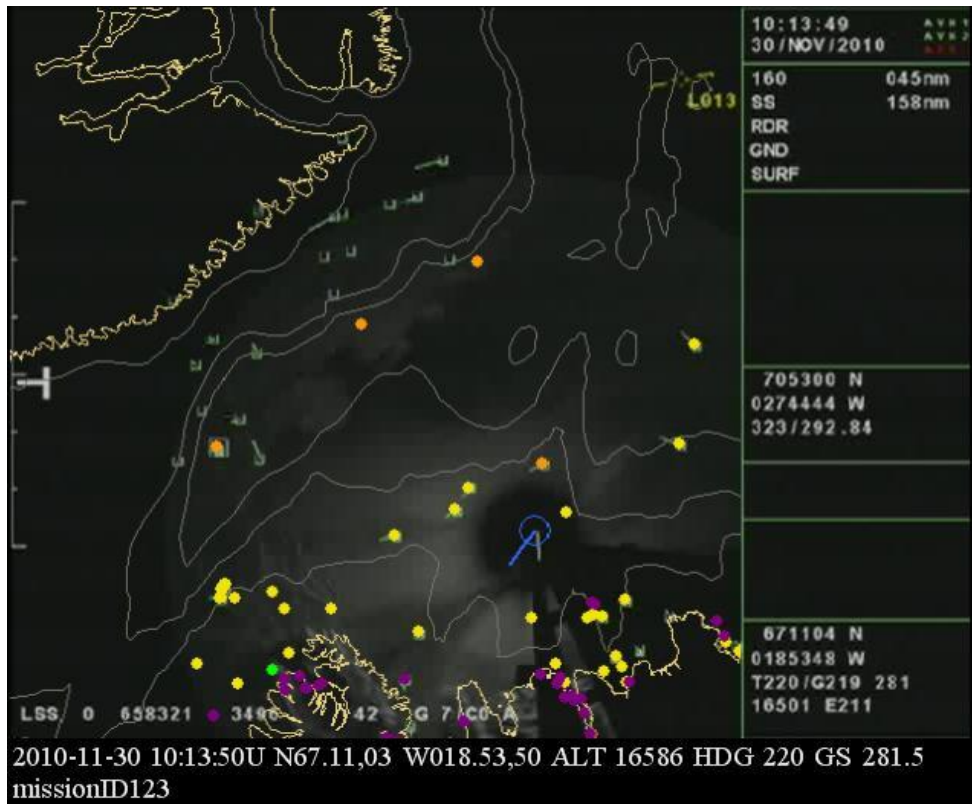 10:13:49
30/NOV/2010
160 045nm
SS 158nm
RDR
GND
SURF
L013
705300 N
0274444 W
323/292.84
671104 N
0185348 W
T220/G219 281
16501 E211
LSS 0 658321 42 G 7
2010-11-30 10:13:50U N67.11,03 W018.53,50 ALT 16586 HDG 220 GS 281.5
missionID123